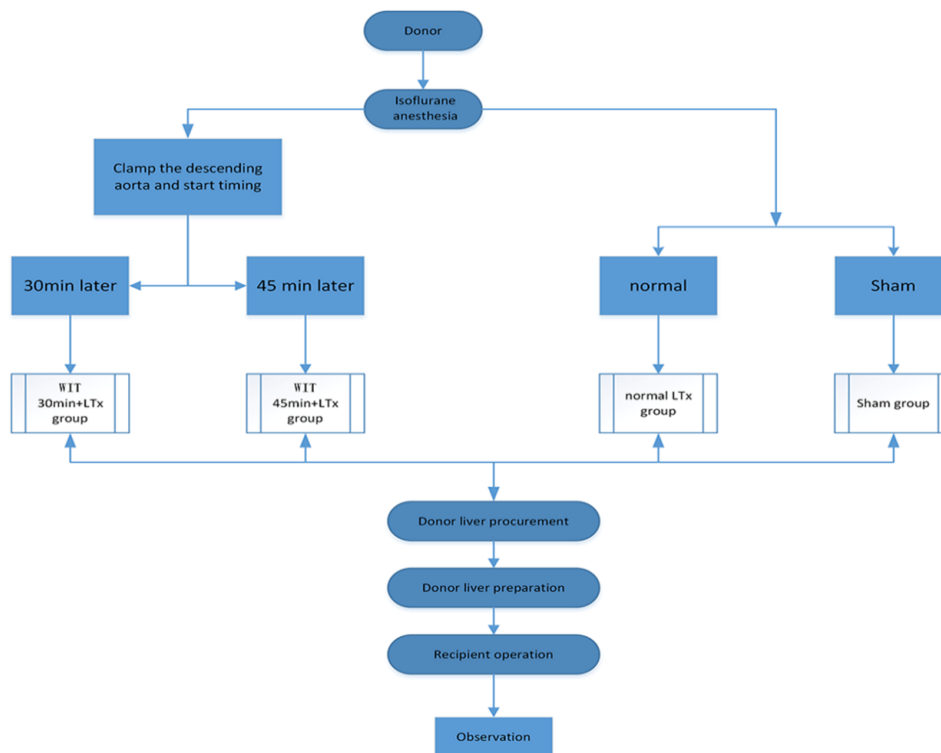 Donor
Isoflurane
anesthesia
Clamp the descending
aorta and start timing
30min later
45 min later
normal
Sham
WIT
30min+LTx
group
WIT
45min+LTx
group
normal LTx
group
Sham group
Donor liver procurement
Donor liver preparation
Recipient operation
Observation